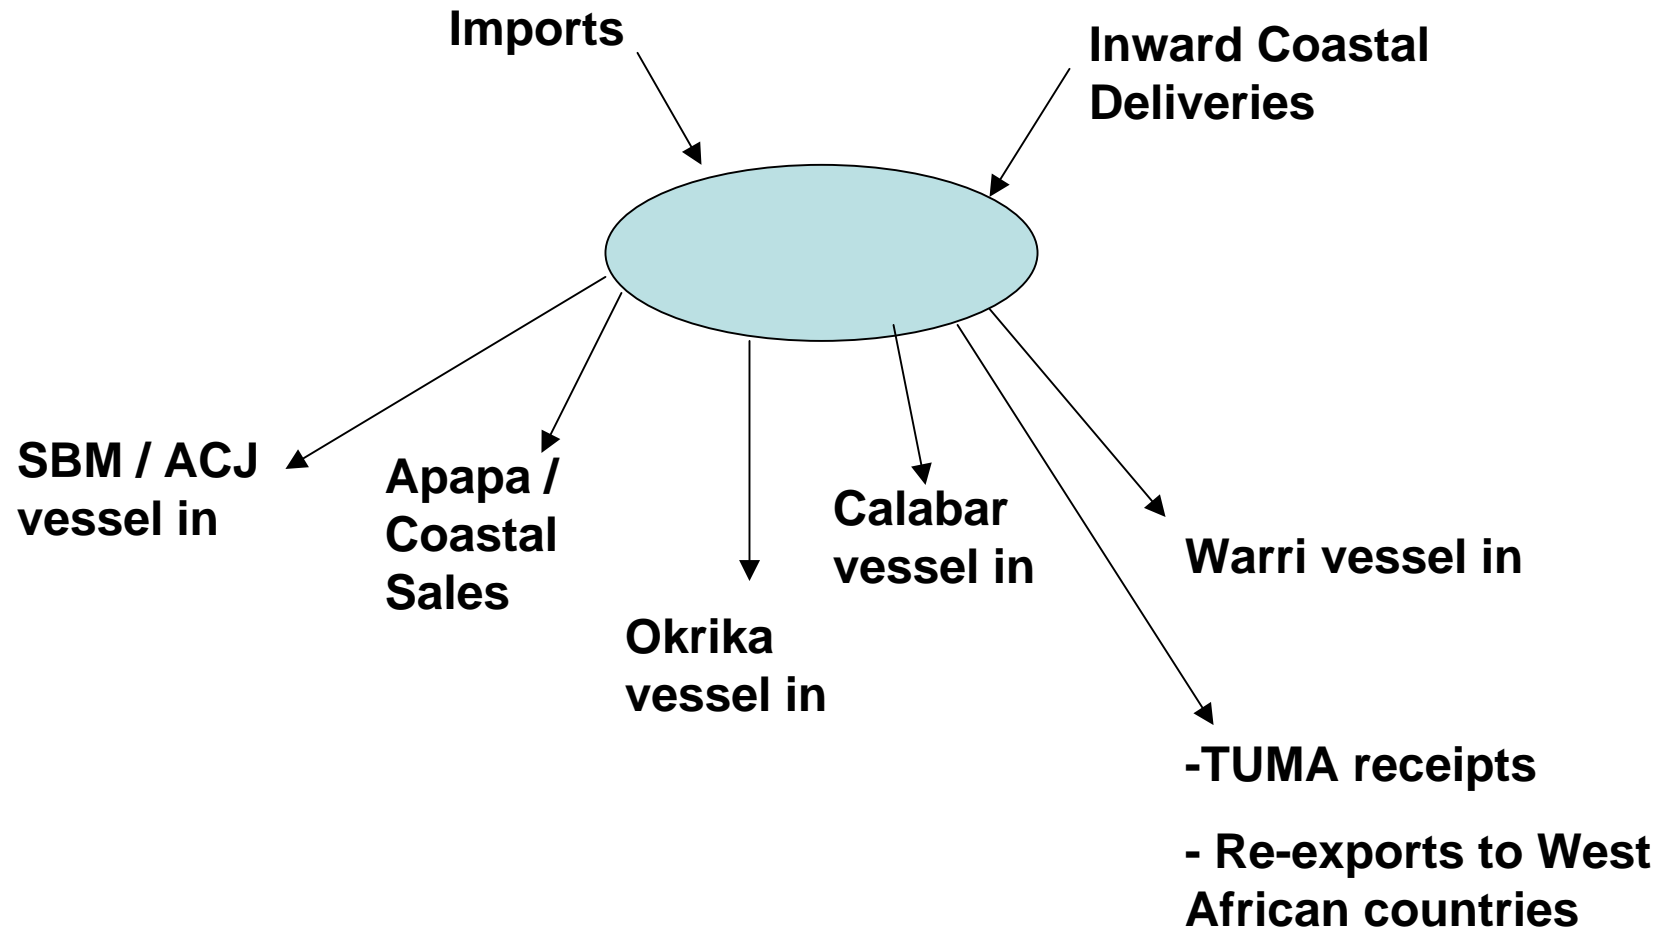 Imports
Inward Coastal
Deliveries
SBM / ACJ
vessel in
Apapa /
Coastal
Sales
Okrika
vessel in
Calabar
vessel in
Warri vessel in
-TUMA receipts
- Re-exports to West
African countries